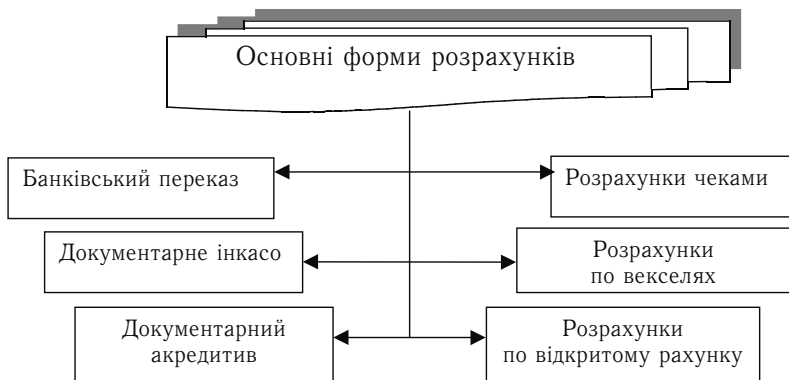 Основні форми розрахунків
Банківський переказ
Розрахунки чеками
Документарне інкасо
Розрахунки
по векселях
Документарний
акредитив
Розрахунки
по відкритому рахунку